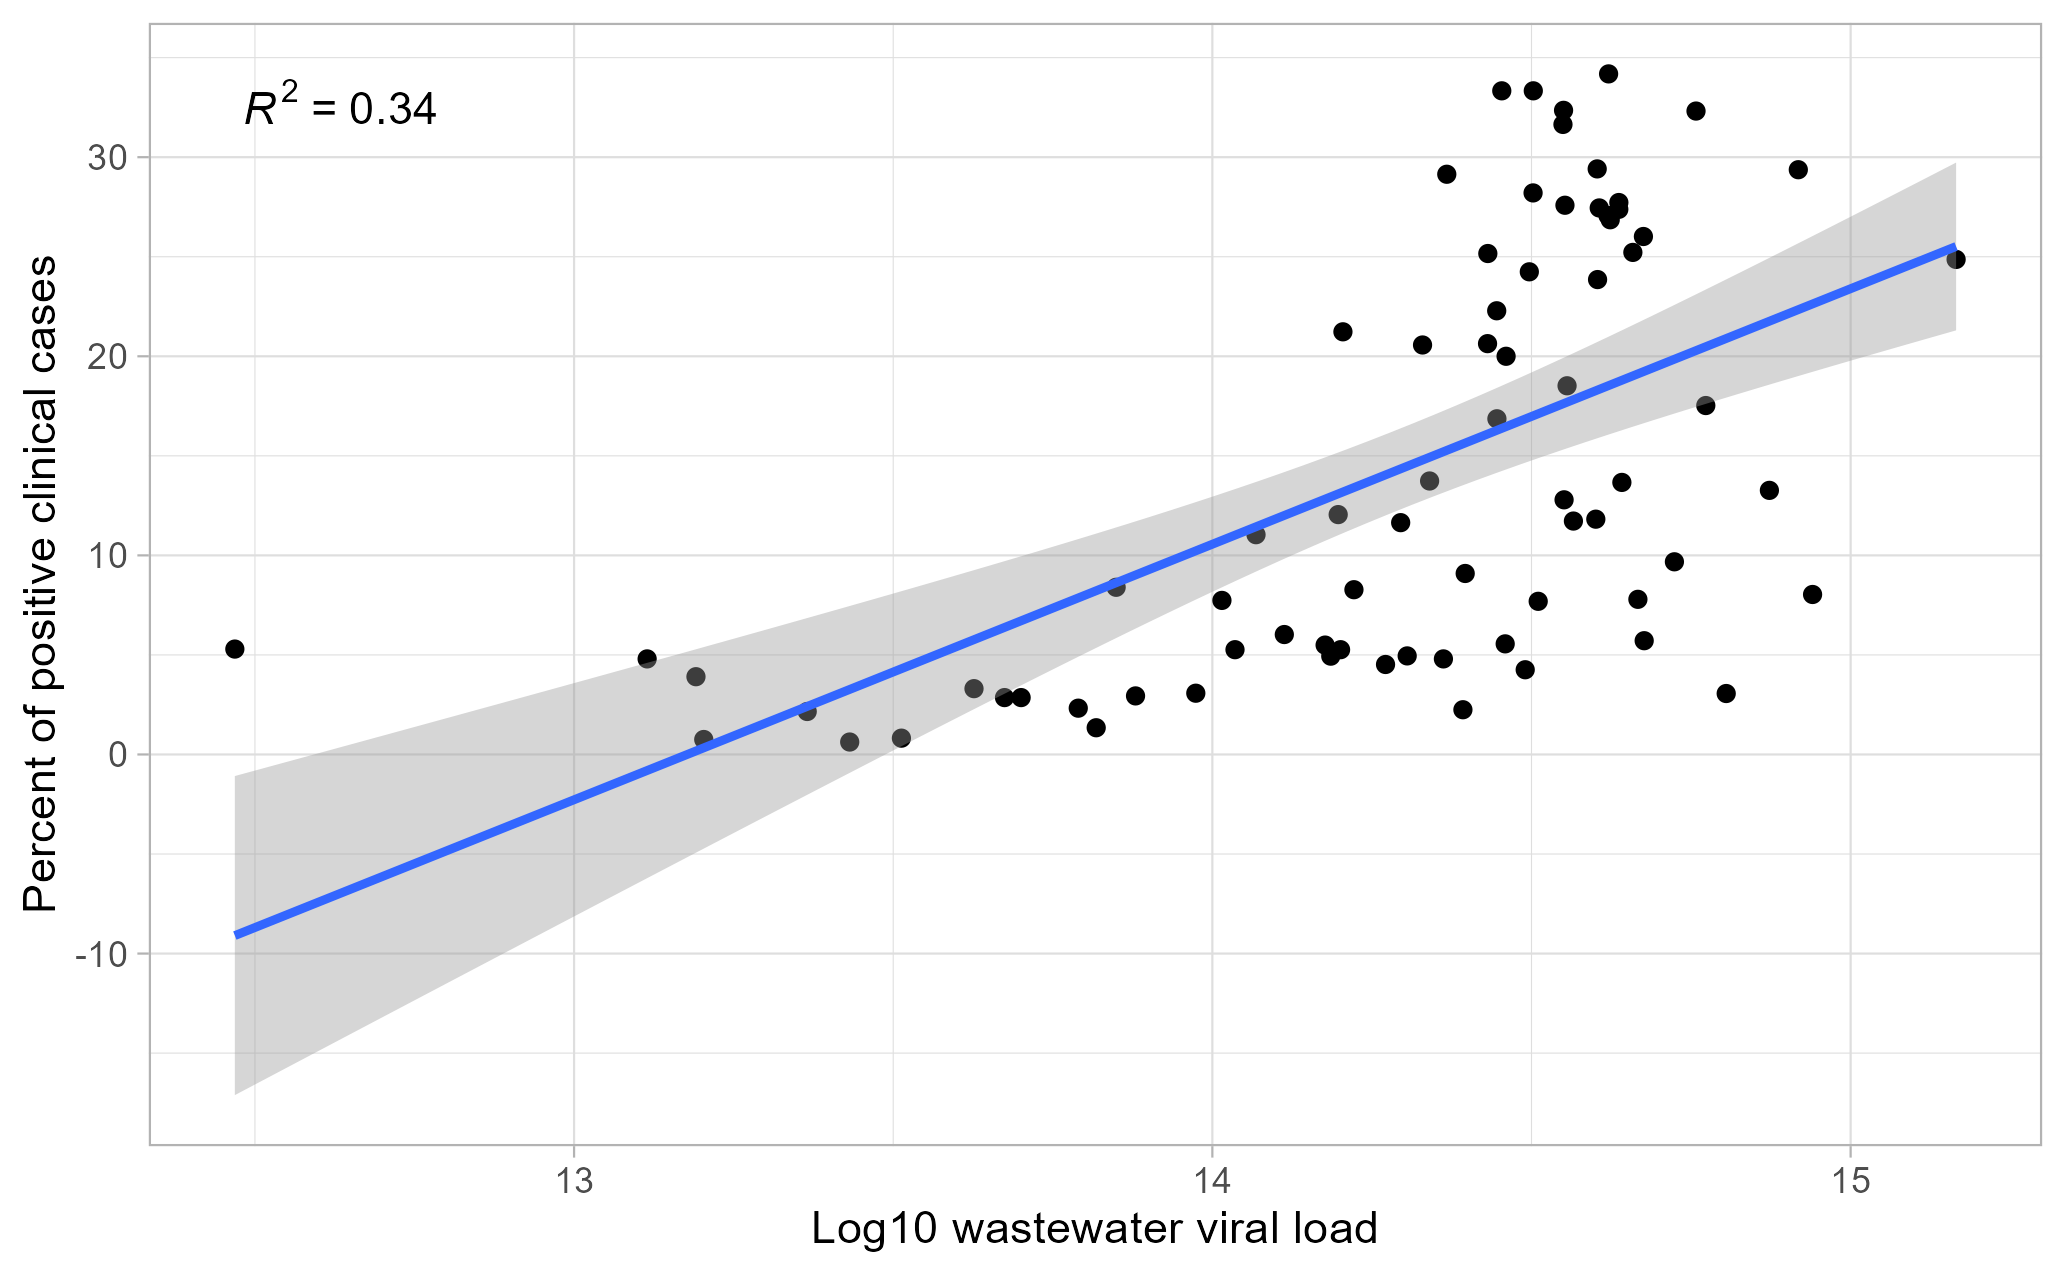 R² = 0.34
Percent of positive clinical cases
30
20
10
0
-10
13 14 15
Log10 wastewater viral load